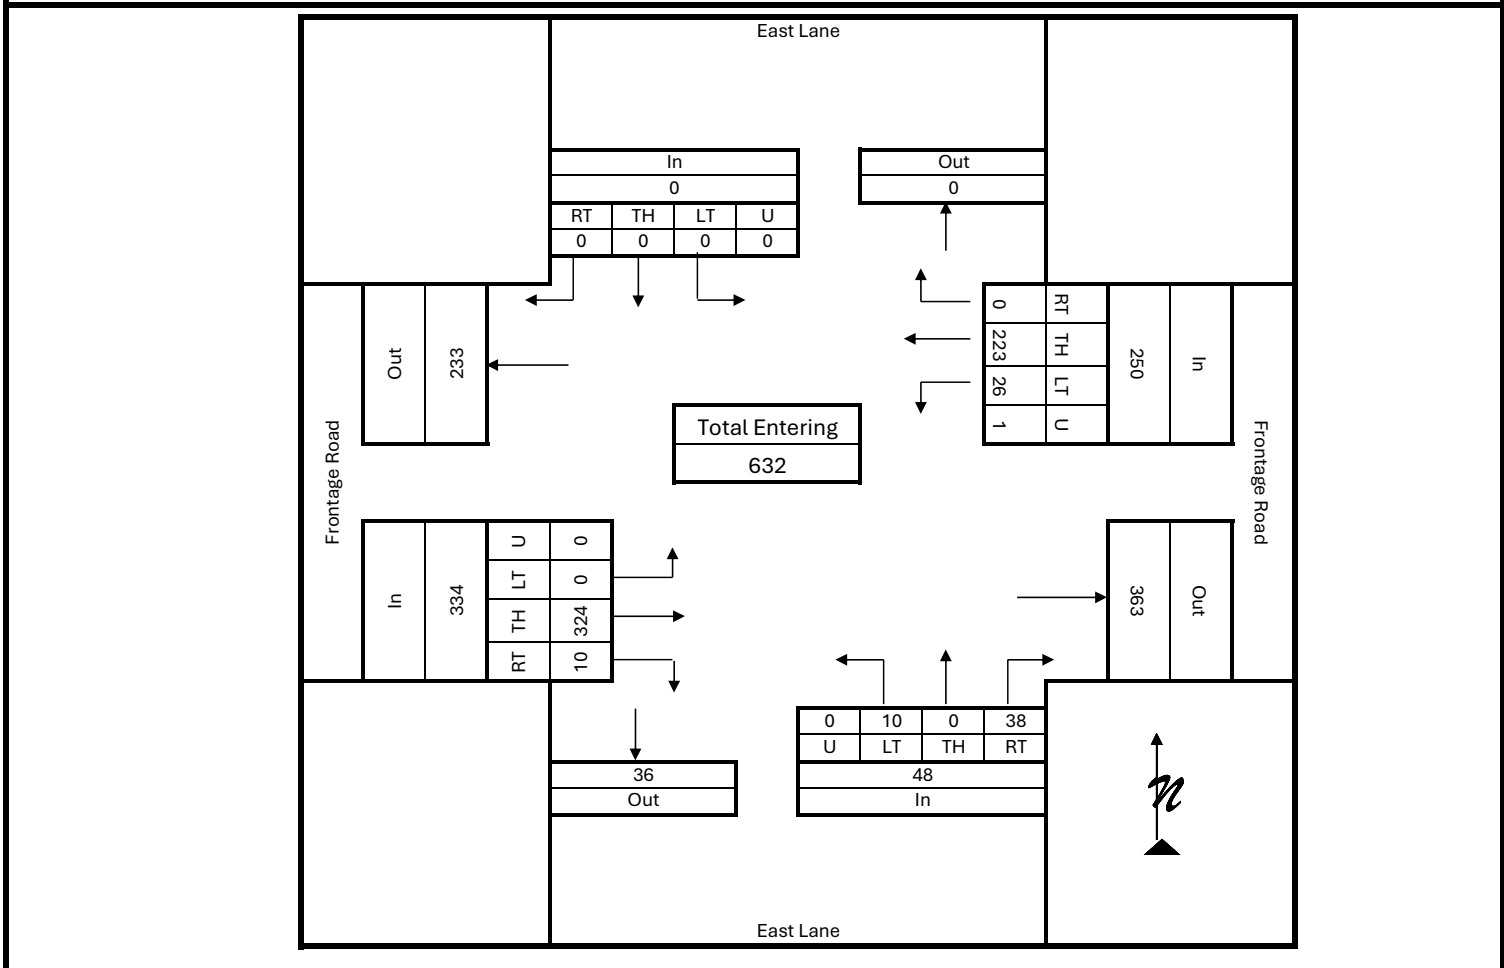 East Lane
In
0
RT TH LT U
0 0 0 0
Out
0
Out
233
Frontage Road
0 RT
223 TH
26 LT
1 U
250
In
Frontage Road
Total Entering
632
In
334
U 0
LT 0
TH 324
RT 10
363
Out
36
Out
0 10 0 38
U LT TH RT
48
In
N
East Lane